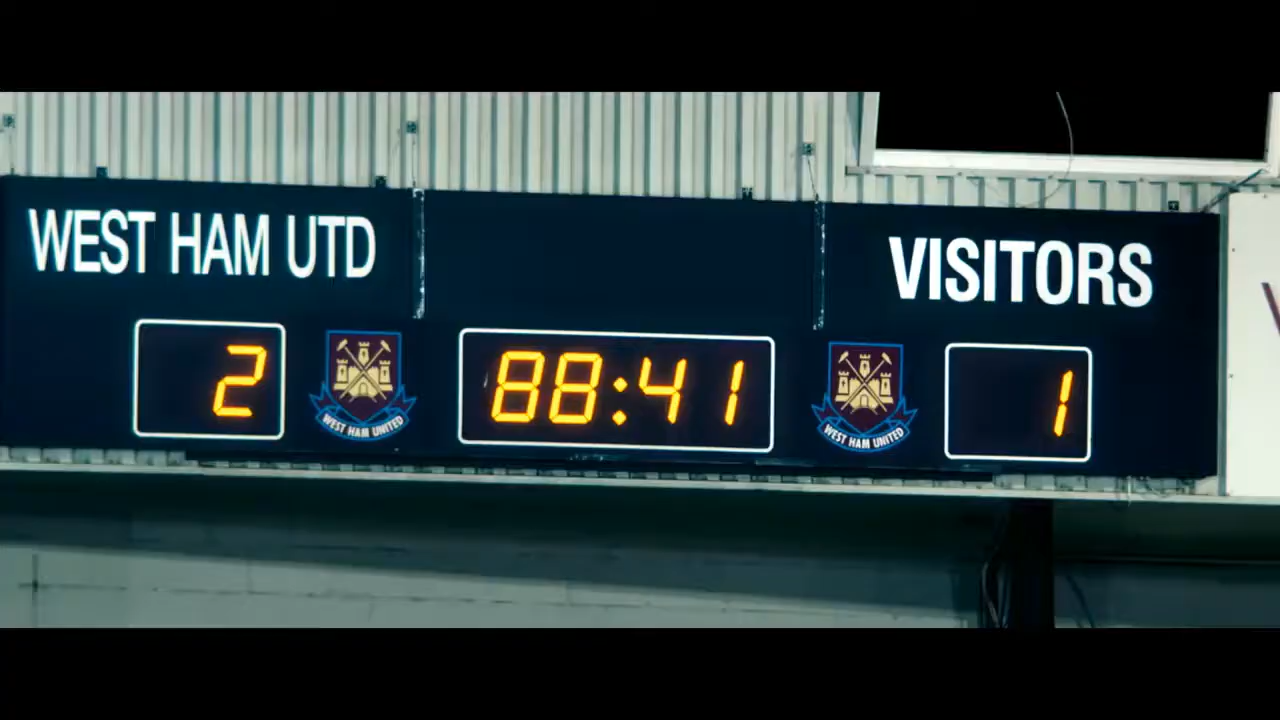 WEST HAM UTD
VISITORS
2
WEST HAM UNITED
88:41
WEST HAM UNITED
1